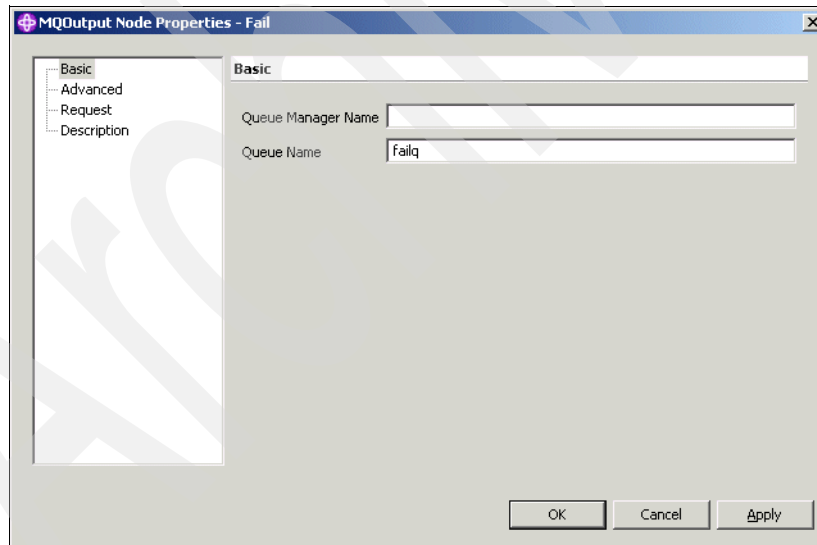 MQOutput Node Properties - Fail
Basic
Advanced
Request
Description
Basic
Queue Manager Name
Queue Name failq
OK Cancel Apply